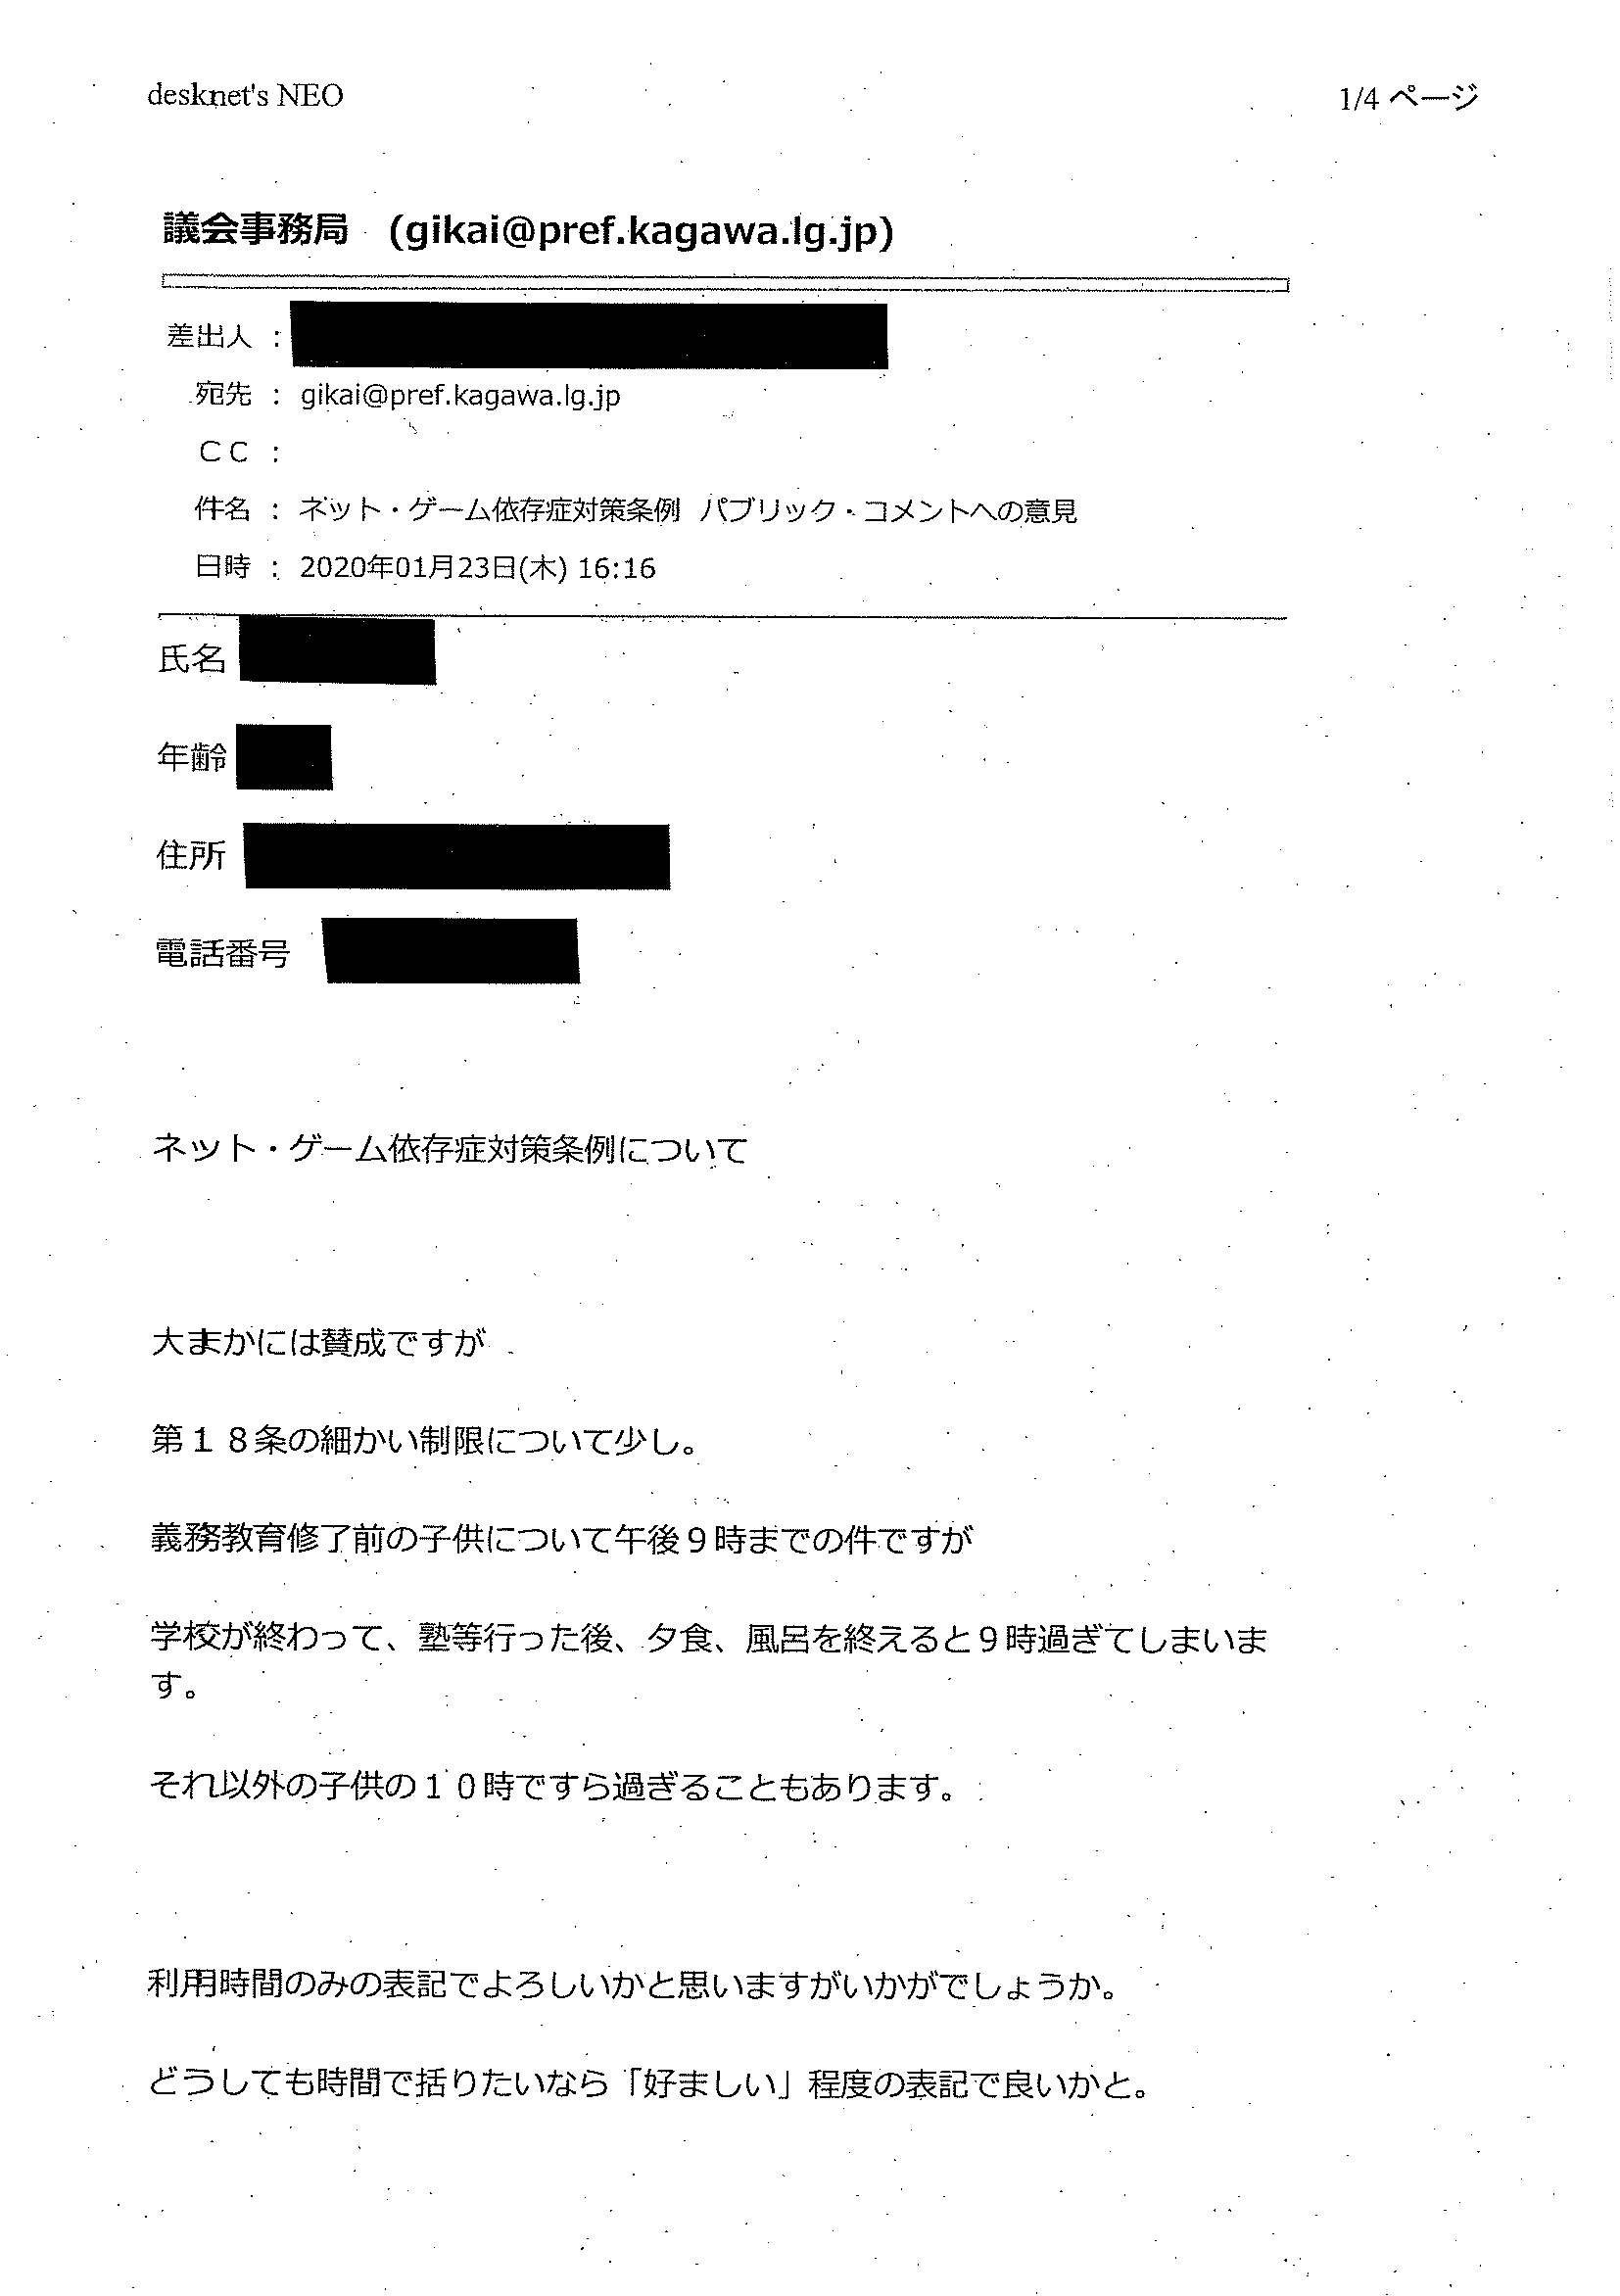 desknet's NEO
1/4 ページ
議会事務局 (gikai@pref.kagawa.lg.jp)
差出人 :
宛先 : gikai@pref.kagawa.lg.jp
ＣＣ :
件名 : ネット・ゲーム依存症対策条例 パブリック・コメントへの意見
日時 : 2020年01月23日(木) 16:16
氏名
年齢
住所
電話番号
ネット・ゲーム依存症対策条例について
大まかには賛成ですが
第１８条の細かい制限について少し。
義務教育修了前の子供について午後９時までの件ですが
学校が終わって、塾等行った後、夕食、風呂を終えると９時過ぎてしまいま
す。
それ以外の子供の１０時ですら過ぎることもあります。
利用時間のみの表記でよろしいかと思いますがいかがでしょうか。
どうしても時間で括りたいなら「好ましい」程度の表記で良いかと。